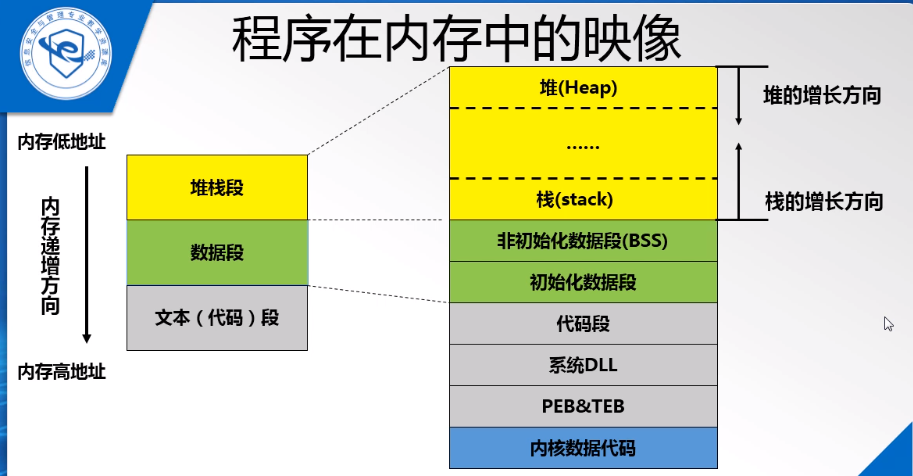 程序在内存中的映像
内存低地址
内存递增方向
内存高地址
堆栈段
数据段
文本（代码）段
堆(Heap)
......
栈(stack)
非初始化数据段(BSS)
初始化数据段
代码段
系统DLL
PEB&TEB
内核数据代码
堆的增长方向
栈的增长方向